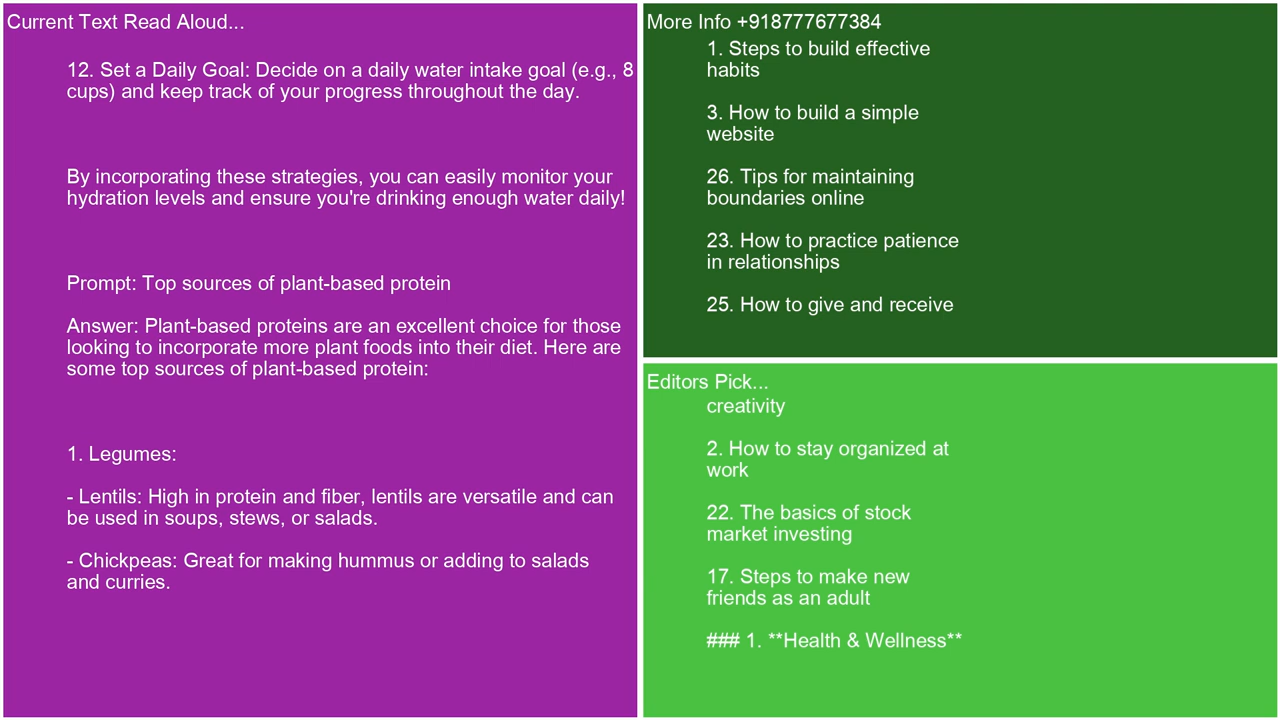 Current Text Read Aloud...
12. Set a Daily Goal: Decide on a daily water intake goal (e.g., 8
cups) and keep track of your progress throughout the day.
By incorporating these strategies, you can easily monitor your
hydration levels and ensure you're drinking enough water daily!
Prompt: Top sources of plant-based protein
Answer: Plant-based proteins are an excellent choice for those
looking to incorporate more plant foods into their diet. Here are
some top sources of plant-based protein:
1. Legumes:
- Lentils: High in protein and fiber, lentils are versatile and can
be used in soups, stews, or salads.
- Chickpeas: Great for making hummus or adding to salads
and curries.
More Info +918777677384
1. Steps to build effective
habits
3. How to build a simple
website
26. Tips for maintaining
boundaries online
23. How to practice patience
in relationships
25. How to give and receive
Editors Pick...
creativity
2. How to stay organized at
work
22. The basics of stock
market investing
17. Steps to make new
friends as an adult
### 1. **Health & Wellness**